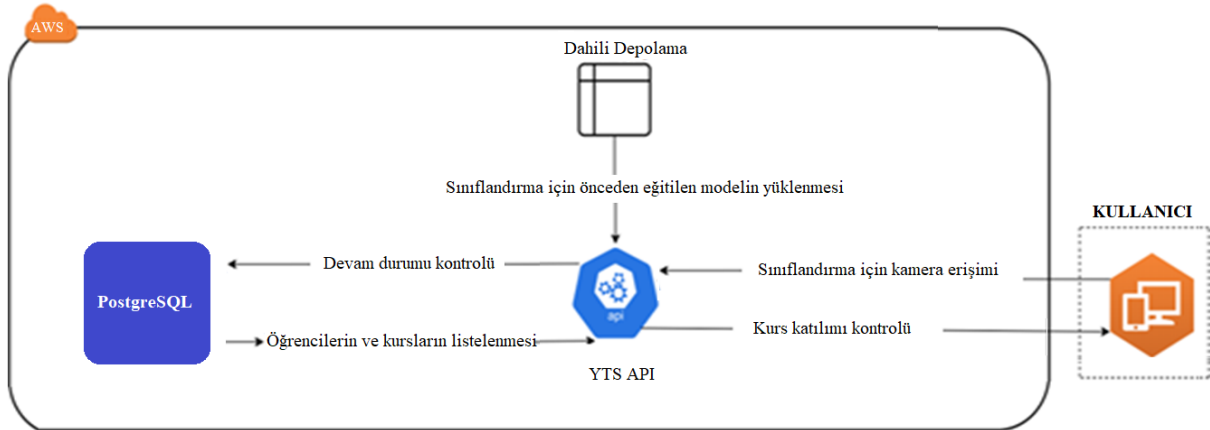 AWS
Dahili Depolama
Sınıflandırma için önceden eğitilen modelin yüklenmesi
KULLANICI
Devam durumu kontrolü
Sınıflandırma için kamera erişimi
PostgreSQL
api
Kurs katılımı kontrolü
Öğrencilerin ve kursların listelenmesi
YTS API